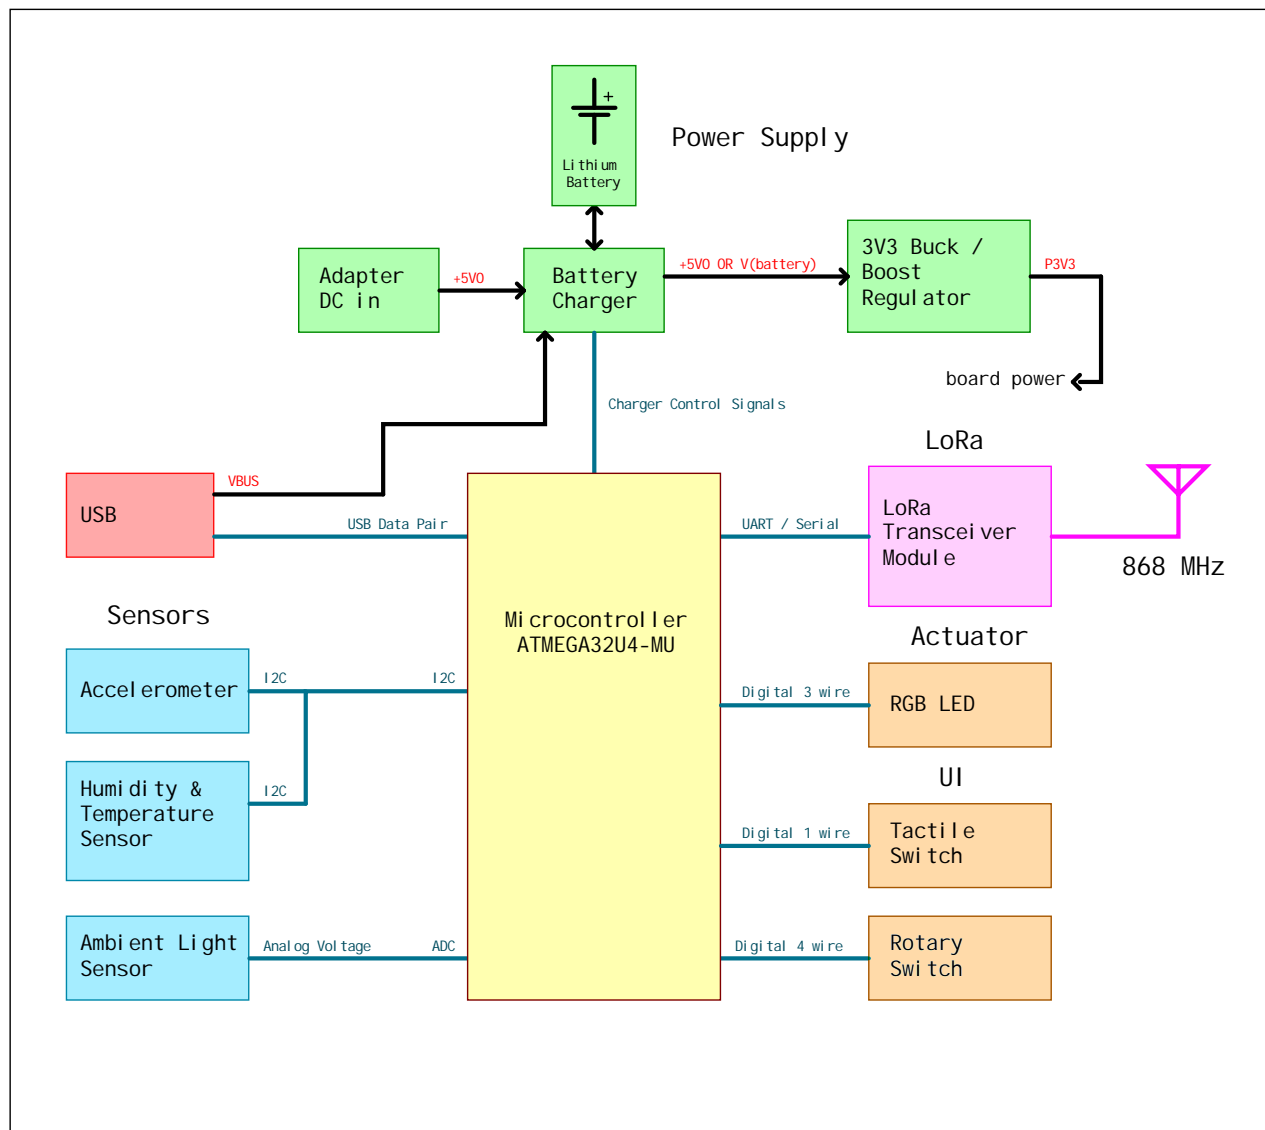 +
Lithium
Battery
Power Supply
Adapter
DC in
+5V0
Battery
Charger
+5V0 OR V(battery)
3V3 Buck /
Boost
Regulator
P3V3
board power
Charger Control Signals
LoRa
USB
VBUS
USB Data Pair
UART / Serial
LoRa
Transceiver
Module
868 MHz
Sensors
Microcontroller
ATMEGA32U4-MU
Actuator
Accelerometer
I2C
I2C
Digital 3 wire
RGB LED
Humidity &
Temperature
Sensor
I2C
UI
Digital 1 wire
Tactile
Switch
Ambient Light
Sensor
Analog Voltage
ADC
Digital 4 wire
Rotary
Switch